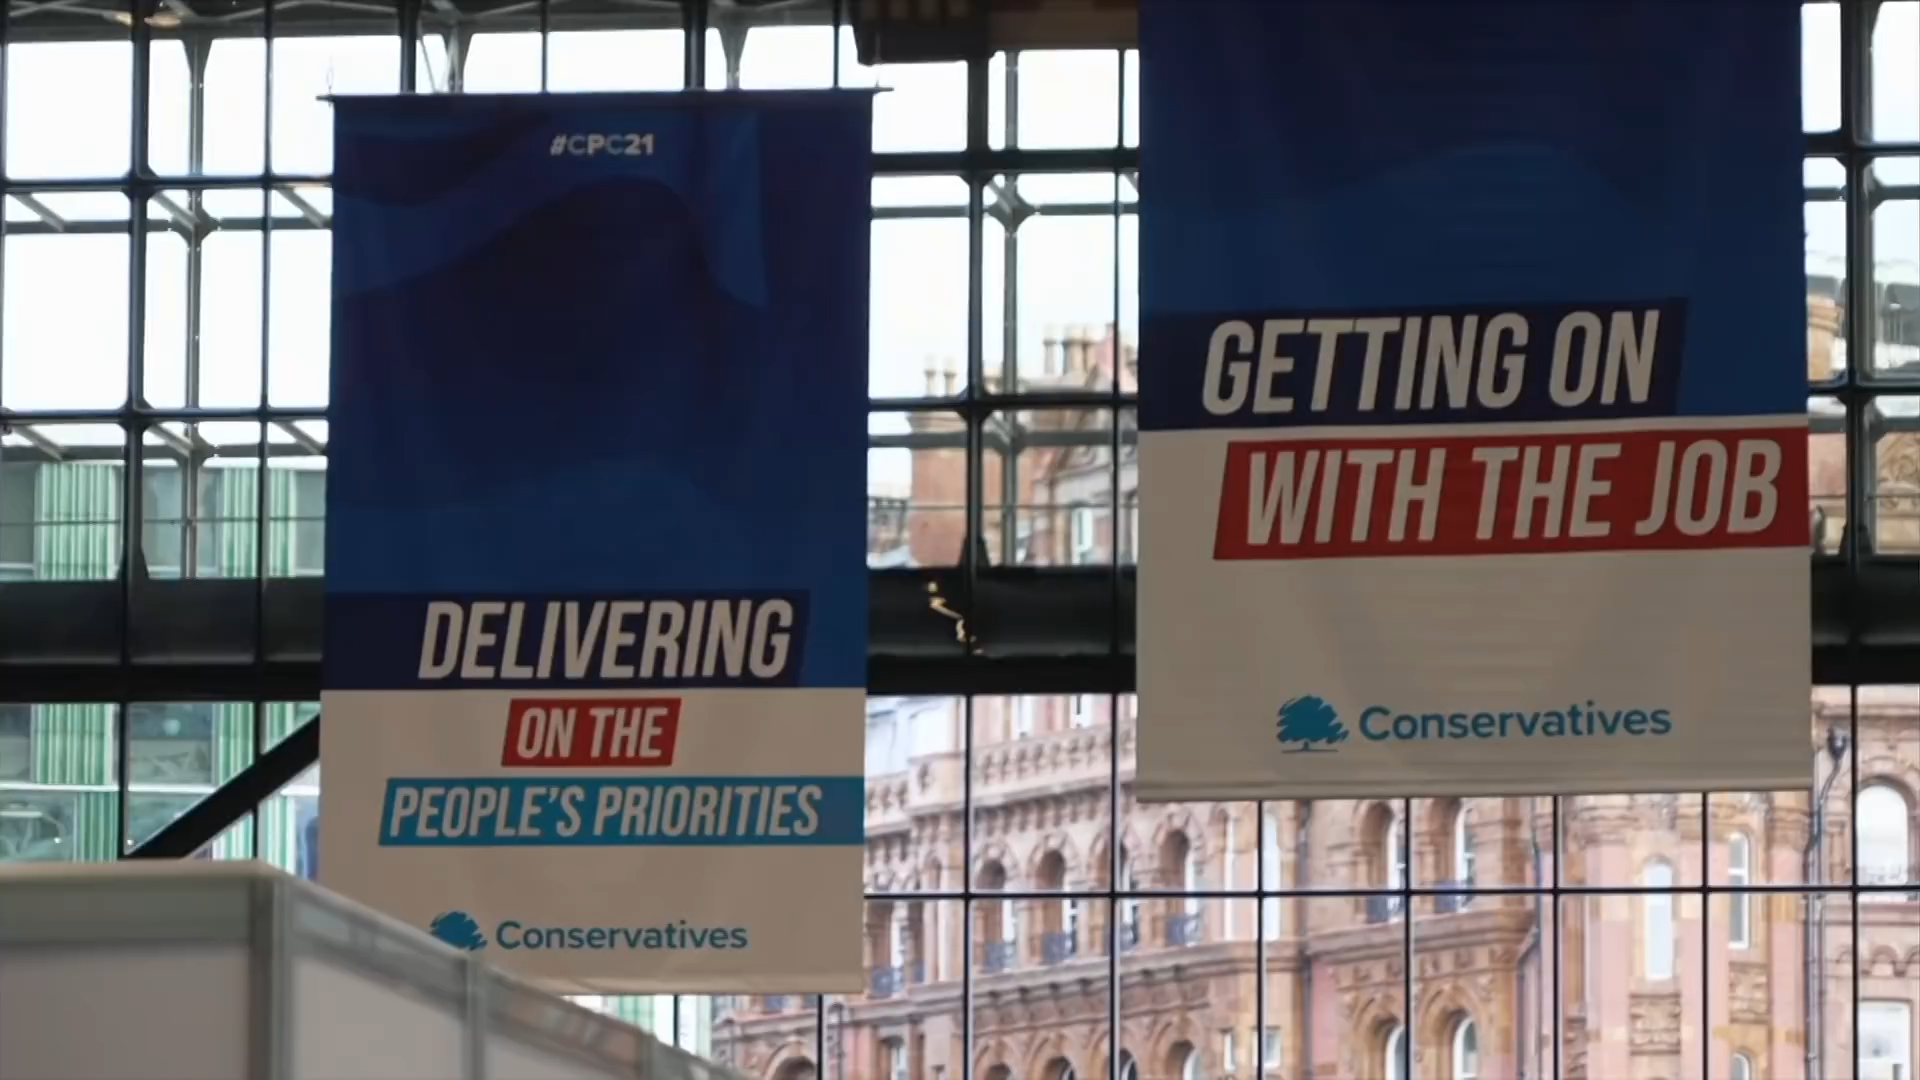 #CPC21
DELIVERING
ON THE
PEOPLE'S PRIORITIES
Conservatives
GETTING ON
WITH THE JOB
Conservatives